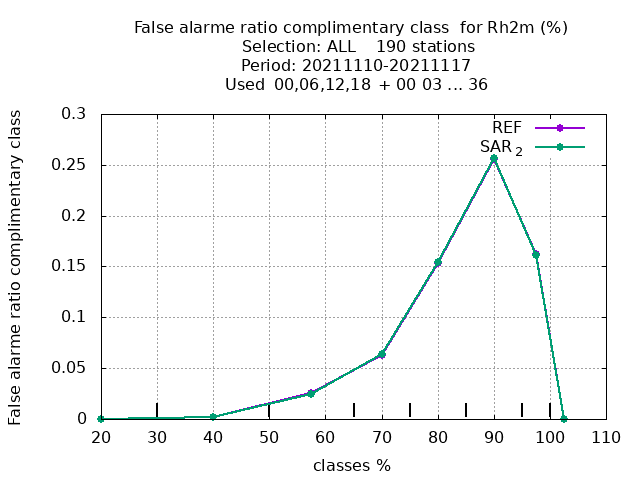 False alarme ratio complimentary class  for Rh2m (%)
Selection: ALL    190 stations
Period: 20211110-20211117
Used  00,06,12,18  + 00 03 ... 36
False alarme ratio complimentary class
0.3
0.25
0.2
0.15
0.1
0.05
0
REF
SAR 2
20 30 40 50 60 70 80 90 100 110
classes %